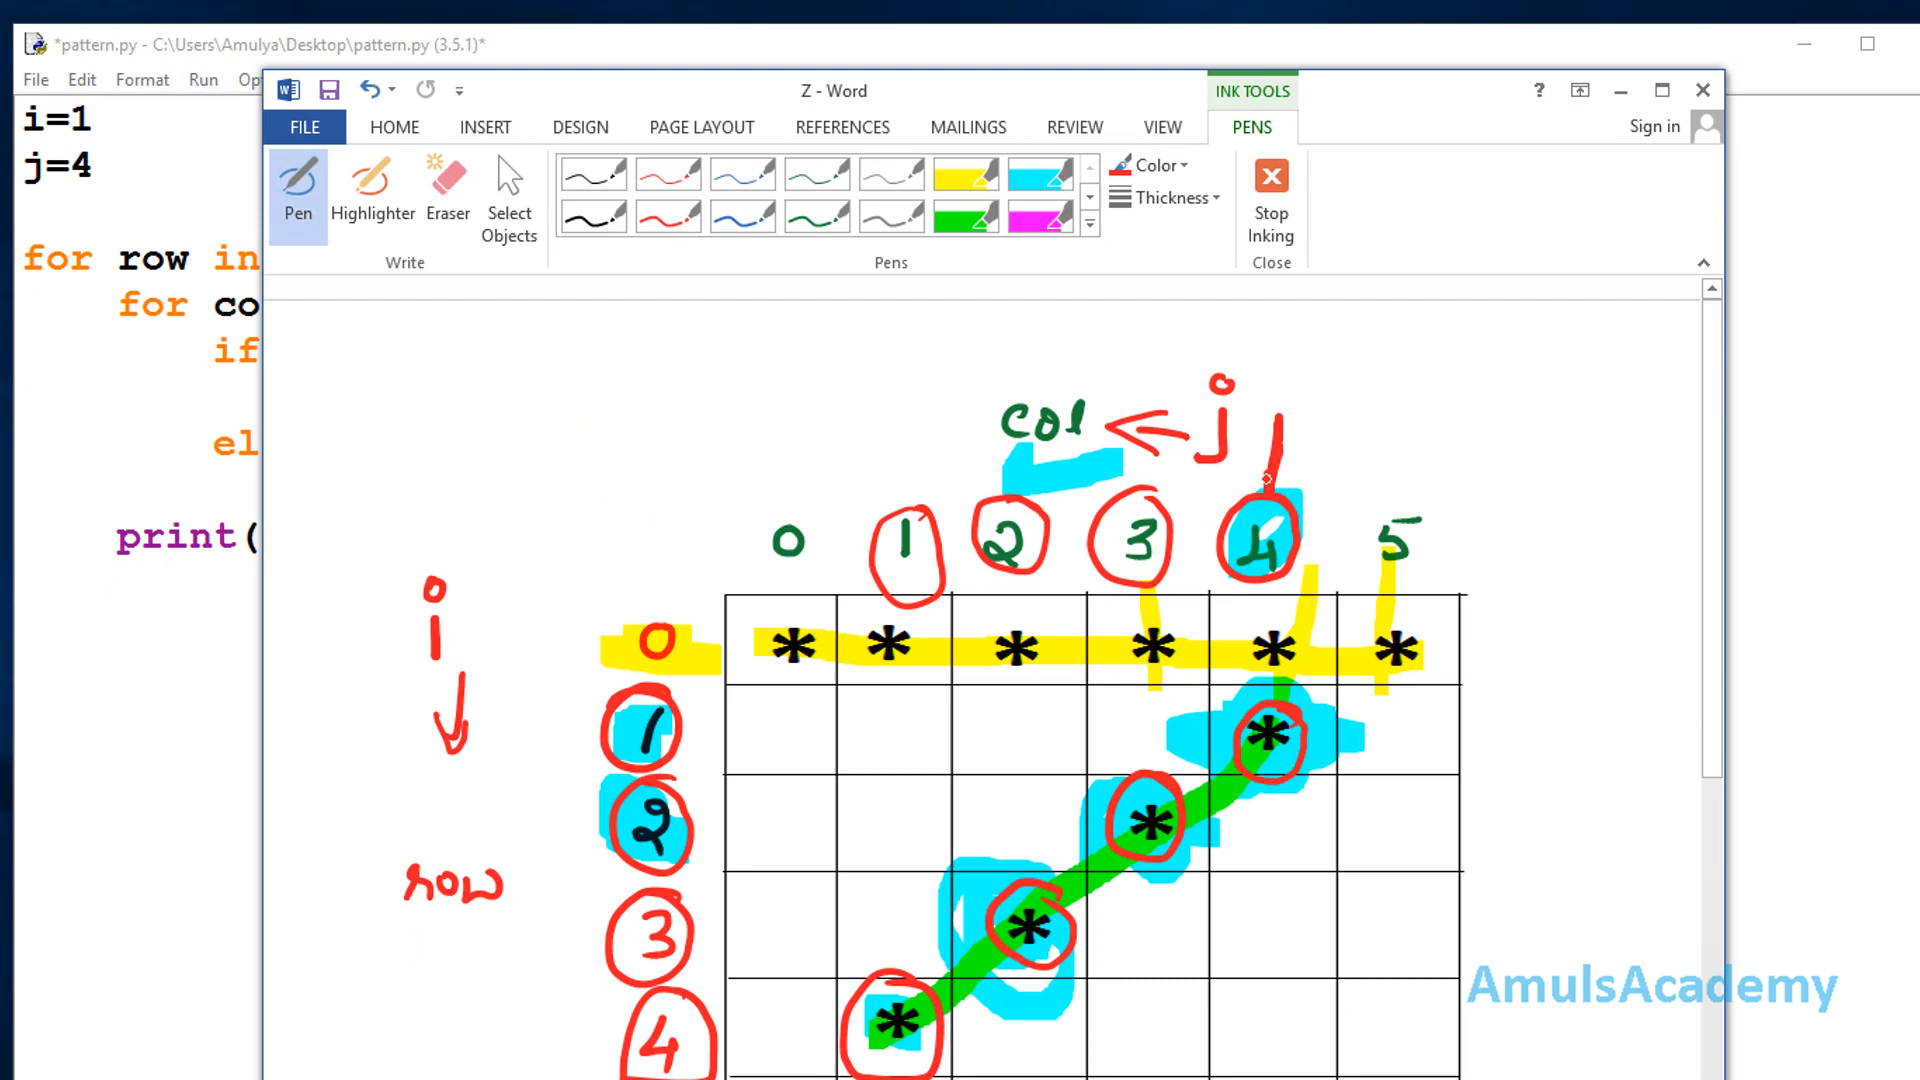 *pattern.py - C:\Users\Amulya\Desktop\pattern.py (3.5.1)*
File Edit Format Run Op
i=1
j=4
for row in
for co
if
el
print(
Z - Word
INK TOOLS
?
FILE HOME INSERT DESIGN PAGE LAYOUT REFERENCES MAILINGS REVIEW VIEW PENS
Sign in
Pen Highlighter Eraser Select Objects
Write
Pens
Color
Thickness
Stop Inking
Close
col ← j
0 1 2 3 4 5
i
0 * * * * * *
1 *
2 *
row
3 *
4 *
AmulsAcademy